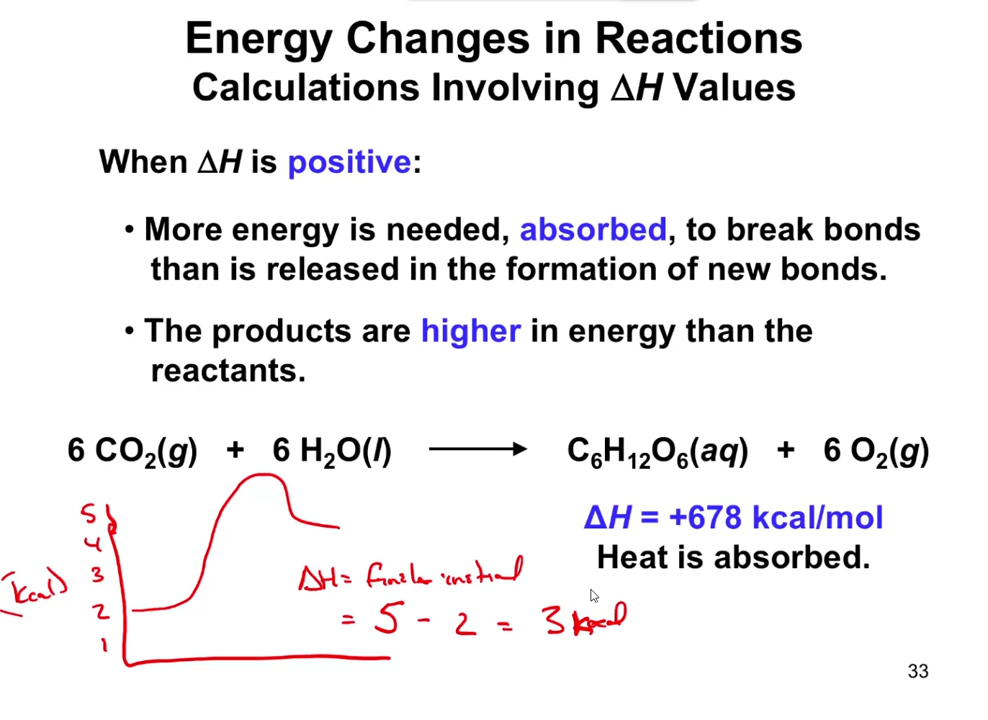 Energy Changes in Reactions
Calculations Involving ΔH Values
When ΔH is positive:
• More energy is needed, absorbed, to break bonds
than is released in the formation of new bonds.
• The products are higher in energy than the
reactants.
6 CO₂(g) + 6 H₂O(l) ⟶ C₆H₁₂O₆(aq) + 6 O₂(g)
ΔH = +678 kcal/mol
Heat is absorbed.
5
4
3
2
1
(kcal)
ΔH =
= 5 - 2 = 3 kcal
33